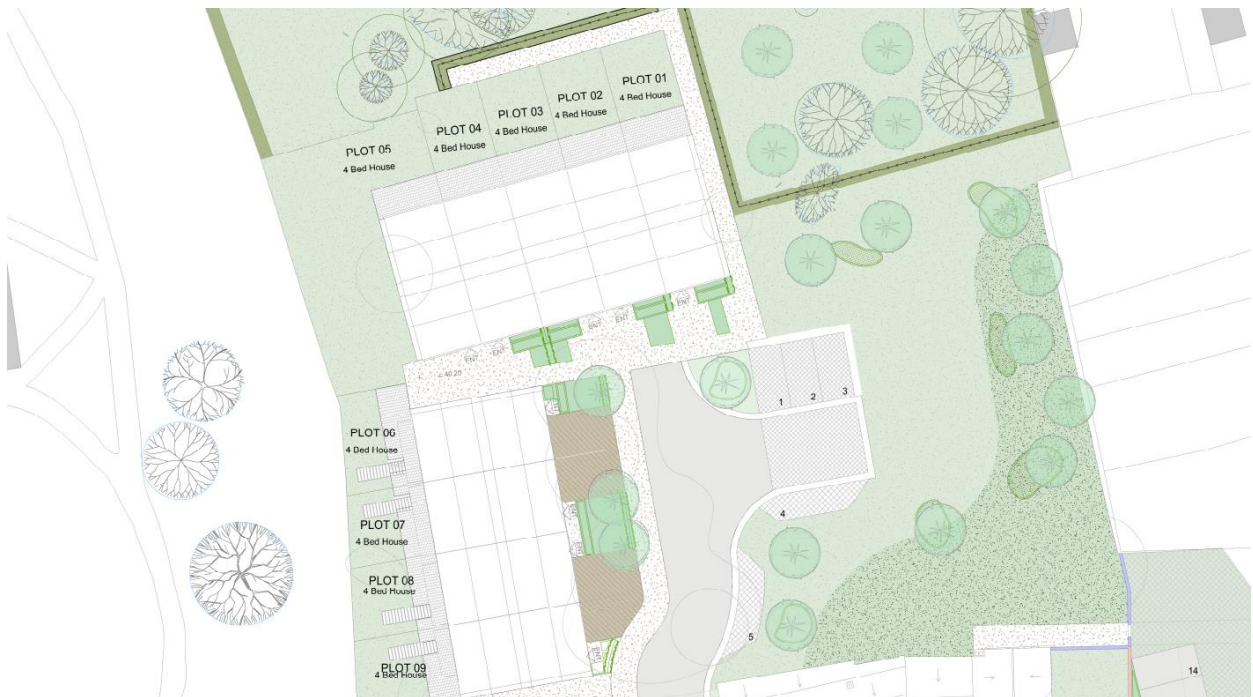 PLOT 01
4 Bed House
PLOT 02
4 Bed House
PLOT 03
4 Bed House
PLOT 04
4 Bed House
PLOT 05
4 Bed House
ENT
ENT
ENT
ENT
ENT
ENT
1
2
3
PLOT 06
4 Bed House
4
PLOT 07
4 Bed House
PLOT 08
4 Bed House
5
PLOT 09
4 Bed House
ENT
14